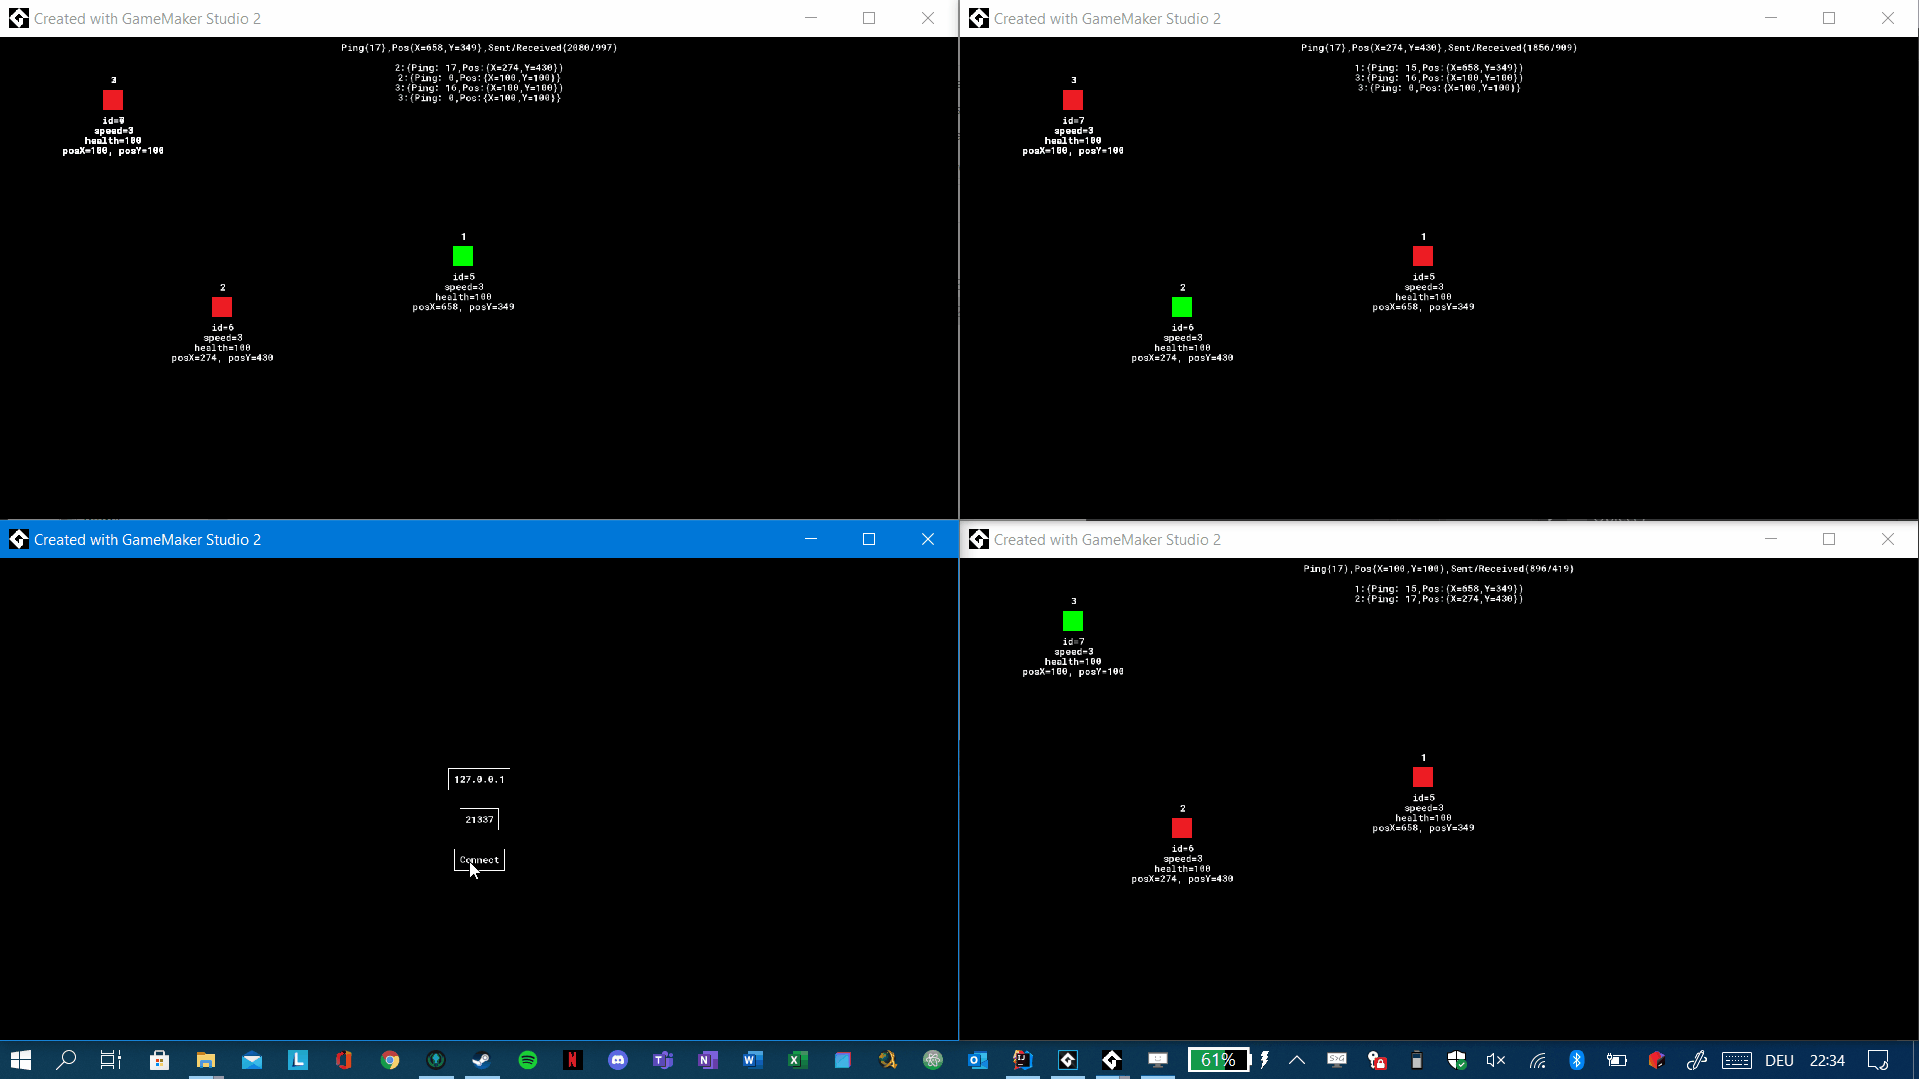 Created with GameMaker Studio 2
Ping{17},Pos{X=658,Y=349},Sent/Received{2080/997}
2:{Ping: 17,Pos:{X=274,Y=430}}
2:{Ping: 0,Pos:{X=100,Y=100}}
3:{Ping: 16,Pos:{X=100,Y=100}}
3:{Ping: 0,Pos:{X=100,Y=100}}
3
speed=3
health=100
posX=100, posY=100
1
id=5
speed=3
health=100
posX=658, posY=349
2
id=6
speed=3
health=100
posX=274, posY=430
Created with GameMaker Studio 2
Ping{17},Pos{X=274,Y=430},Sent/Received{1856/909}
1:{Ping: 15,Pos:{X=658,Y=349}}
3:{Ping: 16,Pos:{X=100,Y=100}}
3:{Ping: 0,Pos:{X=100,Y=100}}
3
id=7
speed=3
health=100
posX=100, posY=100
1
id=5
speed=3
health=100
posX=658, posY=349
2
id=6
speed=3
health=100
posX=274, posY=430
Created with GameMaker Studio 2
127.0.0.1
21337
Connect
Created with GameMaker Studio 2
Ping{17},Pos{X=100,Y=100},Sent/Received{896/419}
1:{Ping: 15,Pos:{X=658,Y=349}}
2:{Ping: 17,Pos:{X=274,Y=430}}
3
id=7
speed=3
health=100
posX=100, posY=100
1
id=5
speed=3
health=100
posX=658, posY=349
2
id=6
speed=3
health=100
posX=274, posY=430
61%
DEU
22:34